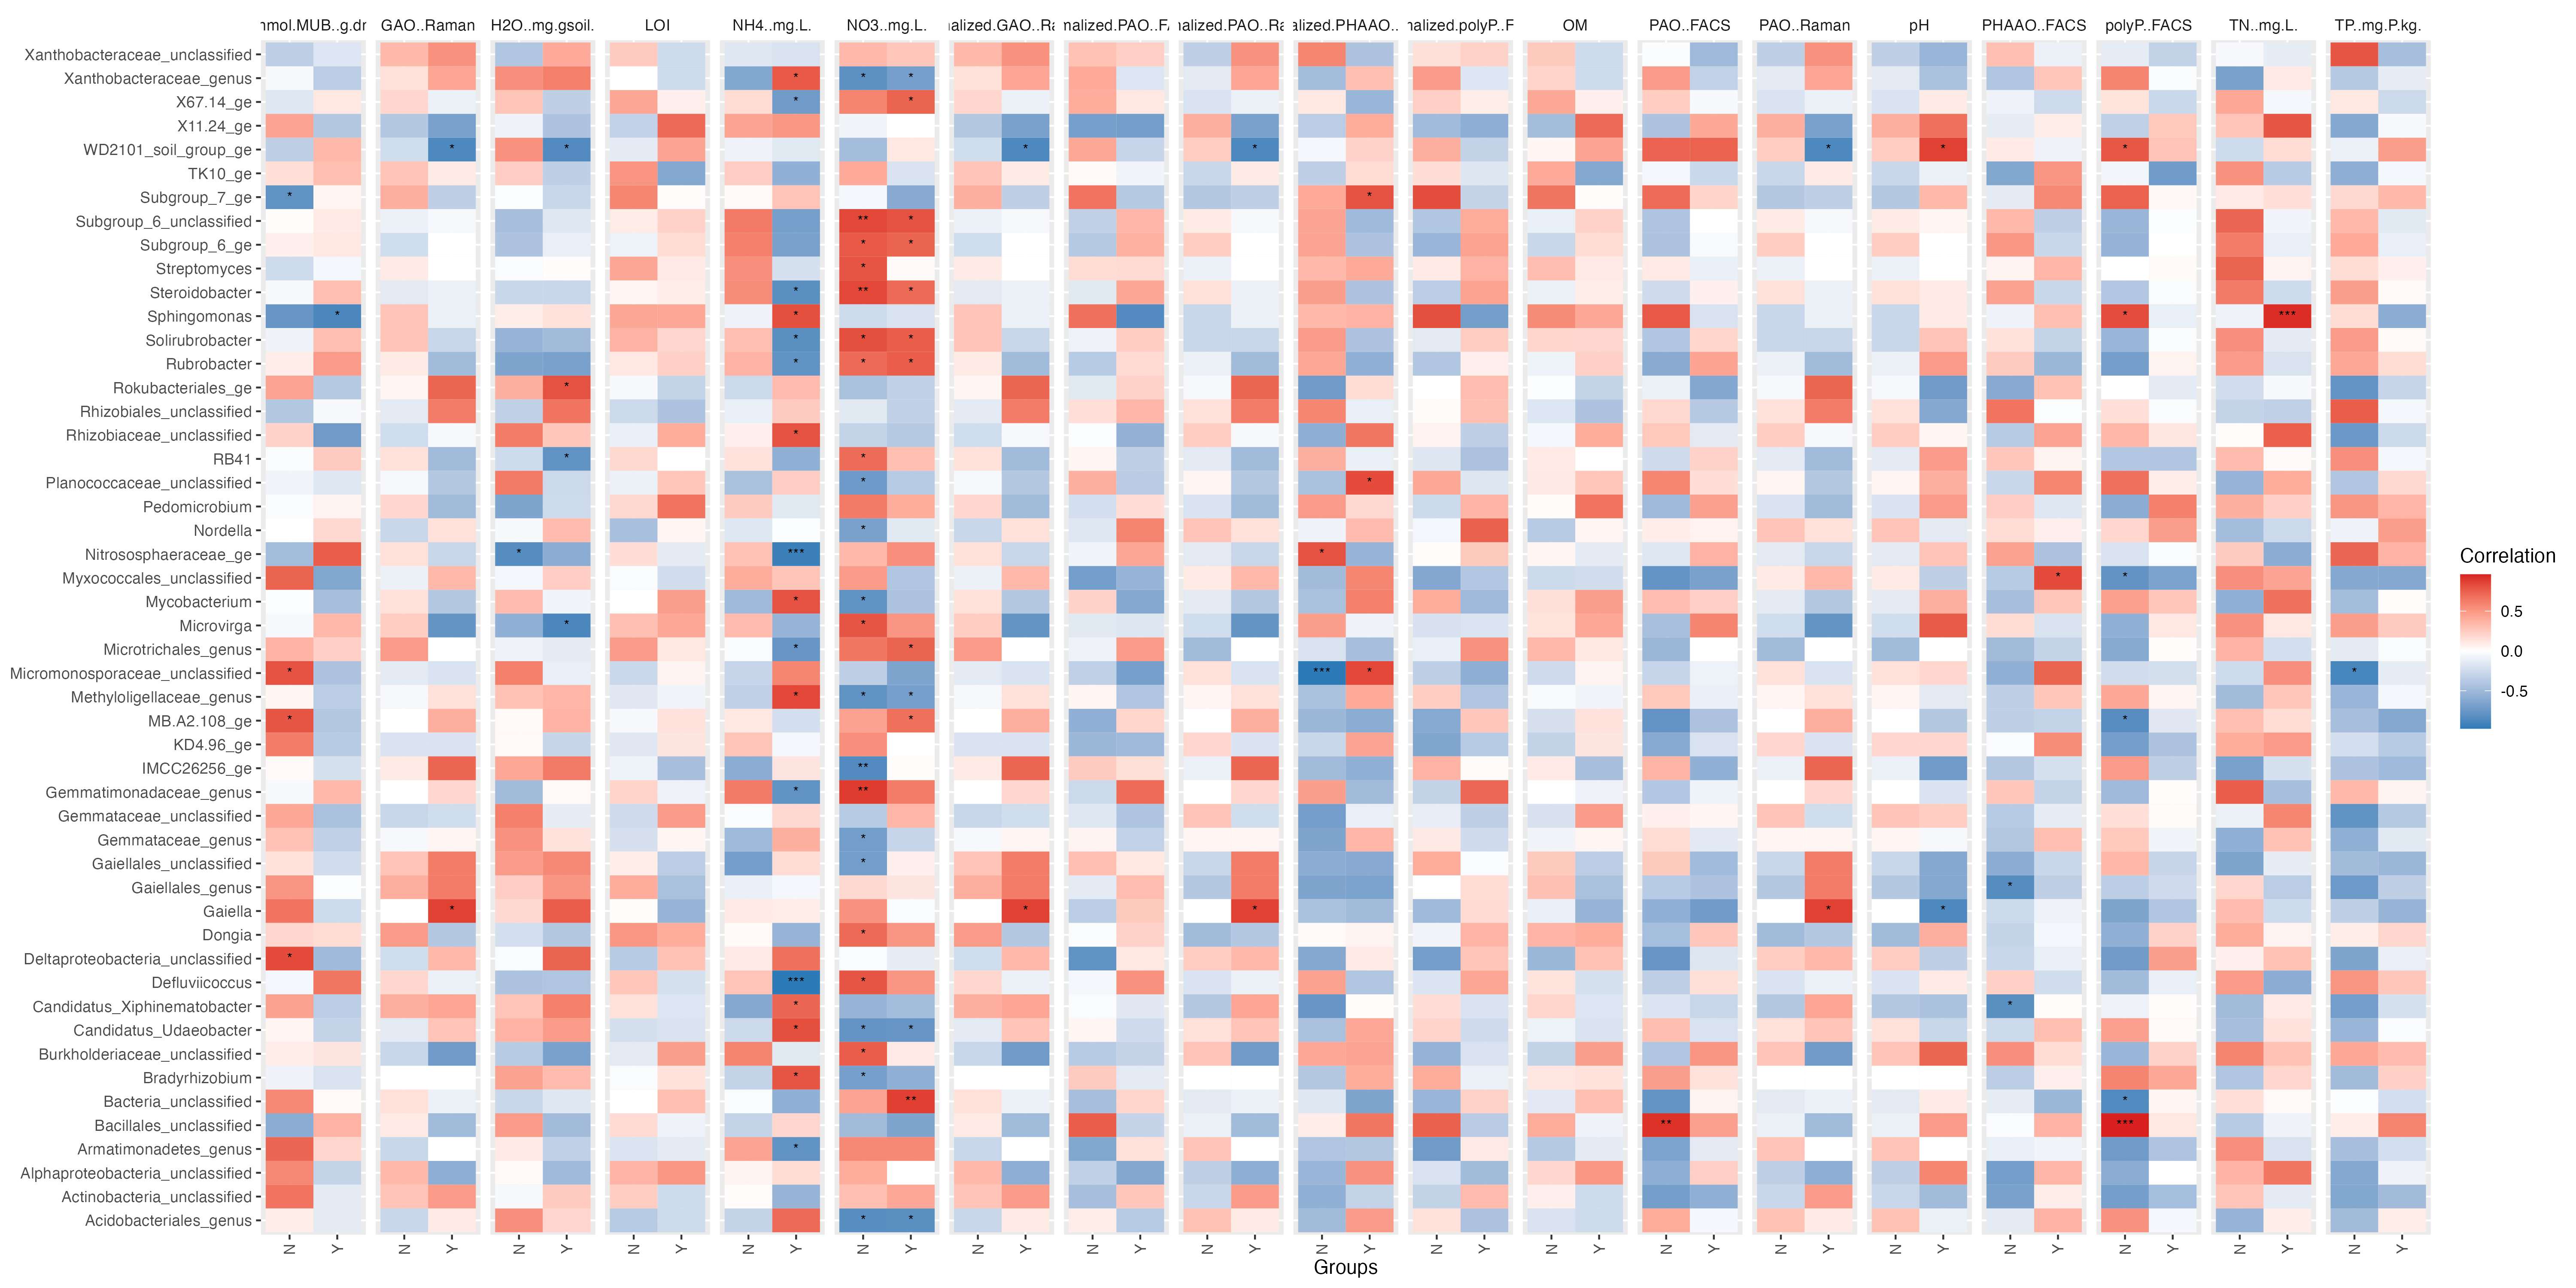 nmol.MUB..g.dr
GAO..Raman
H2O..mg.gsoil.
LOI
NH4..mg.L.
NO3..mg.L.
alized.GAO..Ra
nalized.PAO..FA
nalized.PAO..Ra
alized.PHAAO..
nalized.polyP..F
OM
PAO..FACS
PAO..Raman
pH
PHAAO..FACS
polyP..FACS
TN..mg.L.
TP..mg.P.kg.
Xanthobacteraceae_unclassified
Xanthobacteraceae_genus
X67.14_ge
X11.24_ge
WD2101_soil_group_ge
TK10_ge
Subgroup_7_ge
Subgroup_6_unclassified
Subgroup_6_ge
Streptomyces
Steroidobacter
Sphingomonas
Solirubrobacter
Rubrobacter
Rokubacteriales_ge
Rhizobiales_unclassified
Rhizobiaceae_unclassified
RB41
Planococcaceae_unclassified
Pedomicrobium
Nordella
Nitrososphaeraceae_ge
Myxococcales_unclassified
Mycobacterium
Microvirga
Microtrichales_genus
Micromonosporaceae_unclassified
Methyloligellaceae_genus
MB.A2.108_ge
KD4.96_ge
IMCC26256_ge
Gemmatimonadaceae_genus
Gemmataceae_unclassified
Gemmataceae_genus
Gaiellales_unclassified
Gaiellales_genus
Gaiella
Dongia
Deltaproteobacteria_unclassified
Defluviicoccus
Candidatus_Xiphinematobacter
Candidatus_Udaeobacter
Burkholderiaceae_unclassified
Bradyrhizobium
Bacteria_unclassified
Bacillales_unclassified
Armatimonadetes_genus
Alphaproteobacteria_unclassified
Actinobacteria_unclassified
Acidobacteriales_genus
N Y N Y N Y N Y N Y N Y N Y N Y N Y N Y N Y N Y N Y N Y N Y N Y N Y N Y N Y
Groups
Correlation
0.5
0.0
-0.5